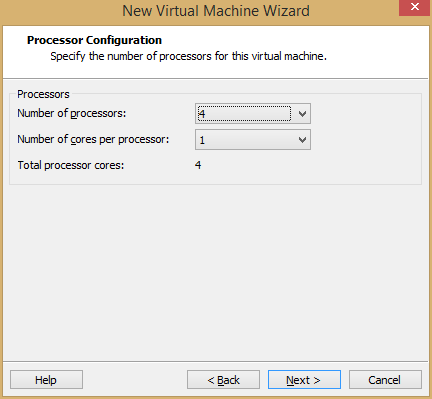 New Virtual Machine Wizard
Processor Configuration
Specify the number of processors for this virtual machine.
Processors
Number of processors: 4
Number of cores per processor: 1
Total processor cores: 4
Help < Back Next > Cancel